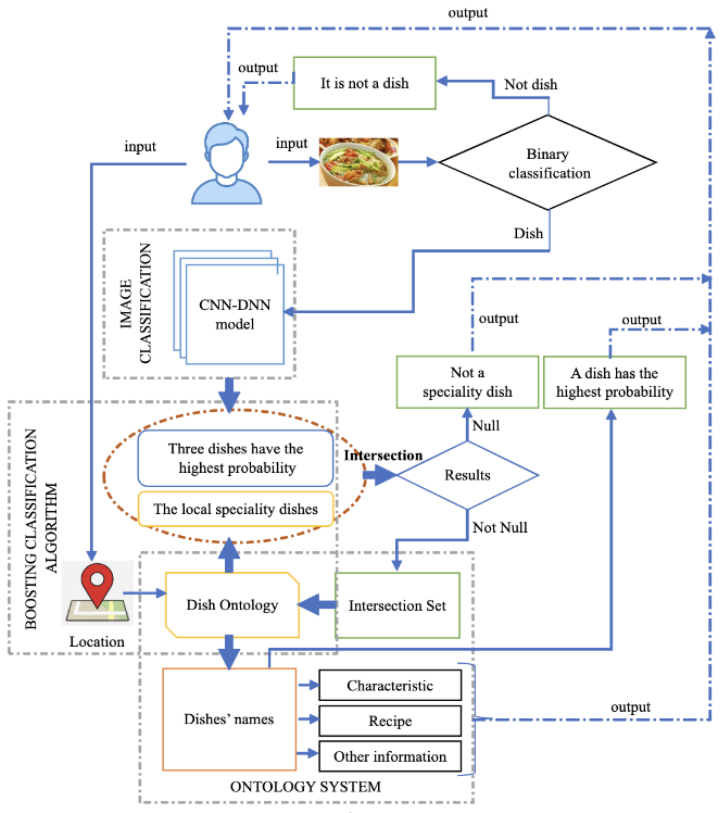 output
output
It is not a dish
Not dish
input
input
Binary
classification
Dish
IMAGE
CLASSIFICATION
CNN-DNN
model
output
output
Not a
speciality dish
A dish has the
highest probability
Null
BOOSTING CLASSIFICATION
ALGORITHM
Three dishes have the
highest probability
Intersection
Results
The local speciality dishes
Not Null
Dish Ontology
Intersection Set
Location
Dishes’ names
Characteristic
Recipe
Other information
output
ONTOLOGY SYSTEM